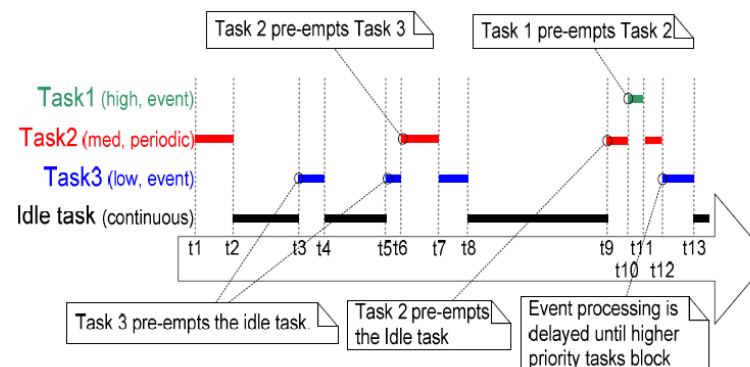 Task 2 pre-empts Task 3
Task 1 pre-empts Task 2
Task1 (high, event)
Task2 (med, periodic)
Task3 (low, event)
Idle task (continuous)
t1 t2 t3 t4 t5 t6 t7 t8 t9 t11 t13
t10 t12
Task 3 pre-empts the idle task.
Task 2 pre-empts
the Idle task
Event processing is
delayed until higher
priority tasks block